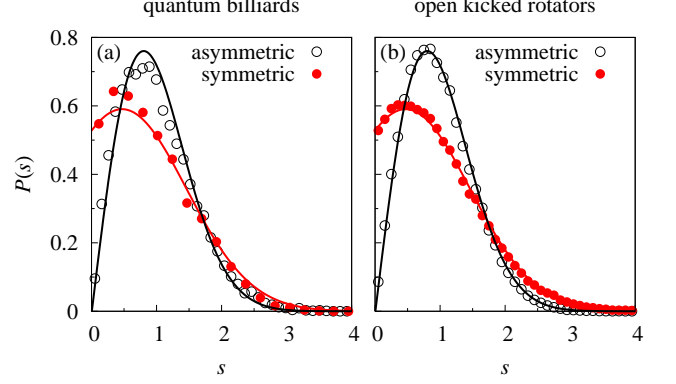 quantum billiards
open kicked rotators
(a)
asymmetric
symmetric
(b)
asymmetric
symmetric
P(s)
0.8
0.6
0.4
0.2
0
0 1 2 3 4
0 1 2 3 4
s
s